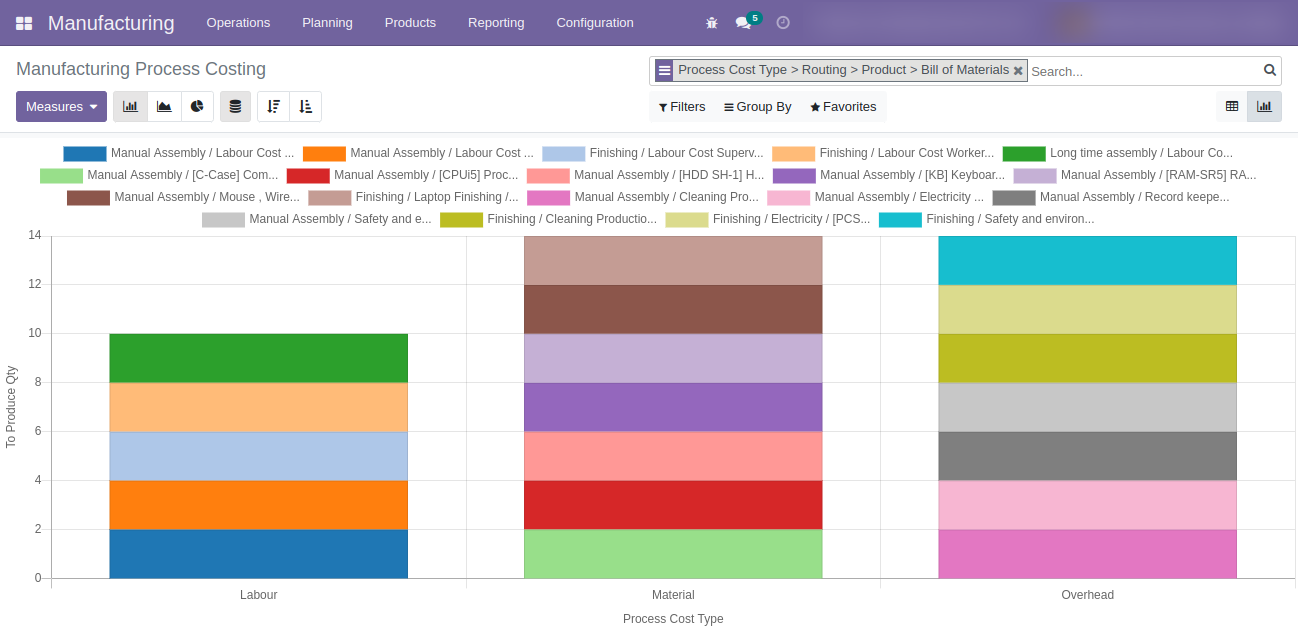 Manufacturing Operations Planning Products Reporting Configuration 5
Manufacturing Process Costing
Process Cost Type > Routing > Product > Bill of Materials Search...
Measures Filters Group By Favorites
Manual Assembly / Labour Cost ... Manual Assembly / Labour Cost ... Finishing / Labour Cost Superv... Finishing / Labour Cost Worker... Long time assembly / Labour Co...
Manual Assembly / [C-Case] Com... Manual Assembly / [CPUi5] Proc... Manual Assembly / [HDD SH-1] H... Manual Assembly / [KB] Keyboar... Manual Assembly / [RAM-SR5] RA...
Manual Assembly / Mouse , Wire... Finishing / Laptop Finishing /... Manual Assembly / Cleaning Pro... Manual Assembly / Electricity ... Manual Assembly / Record keepe...
Manual Assembly / Safety and e... Finishing / Cleaning Productio... Finishing / Electricity / [PCS... Finishing / Safety and environ...
14
12
10
8
6
4
2
0
To Produce Qty
Labour Material Overhead
Process Cost Type